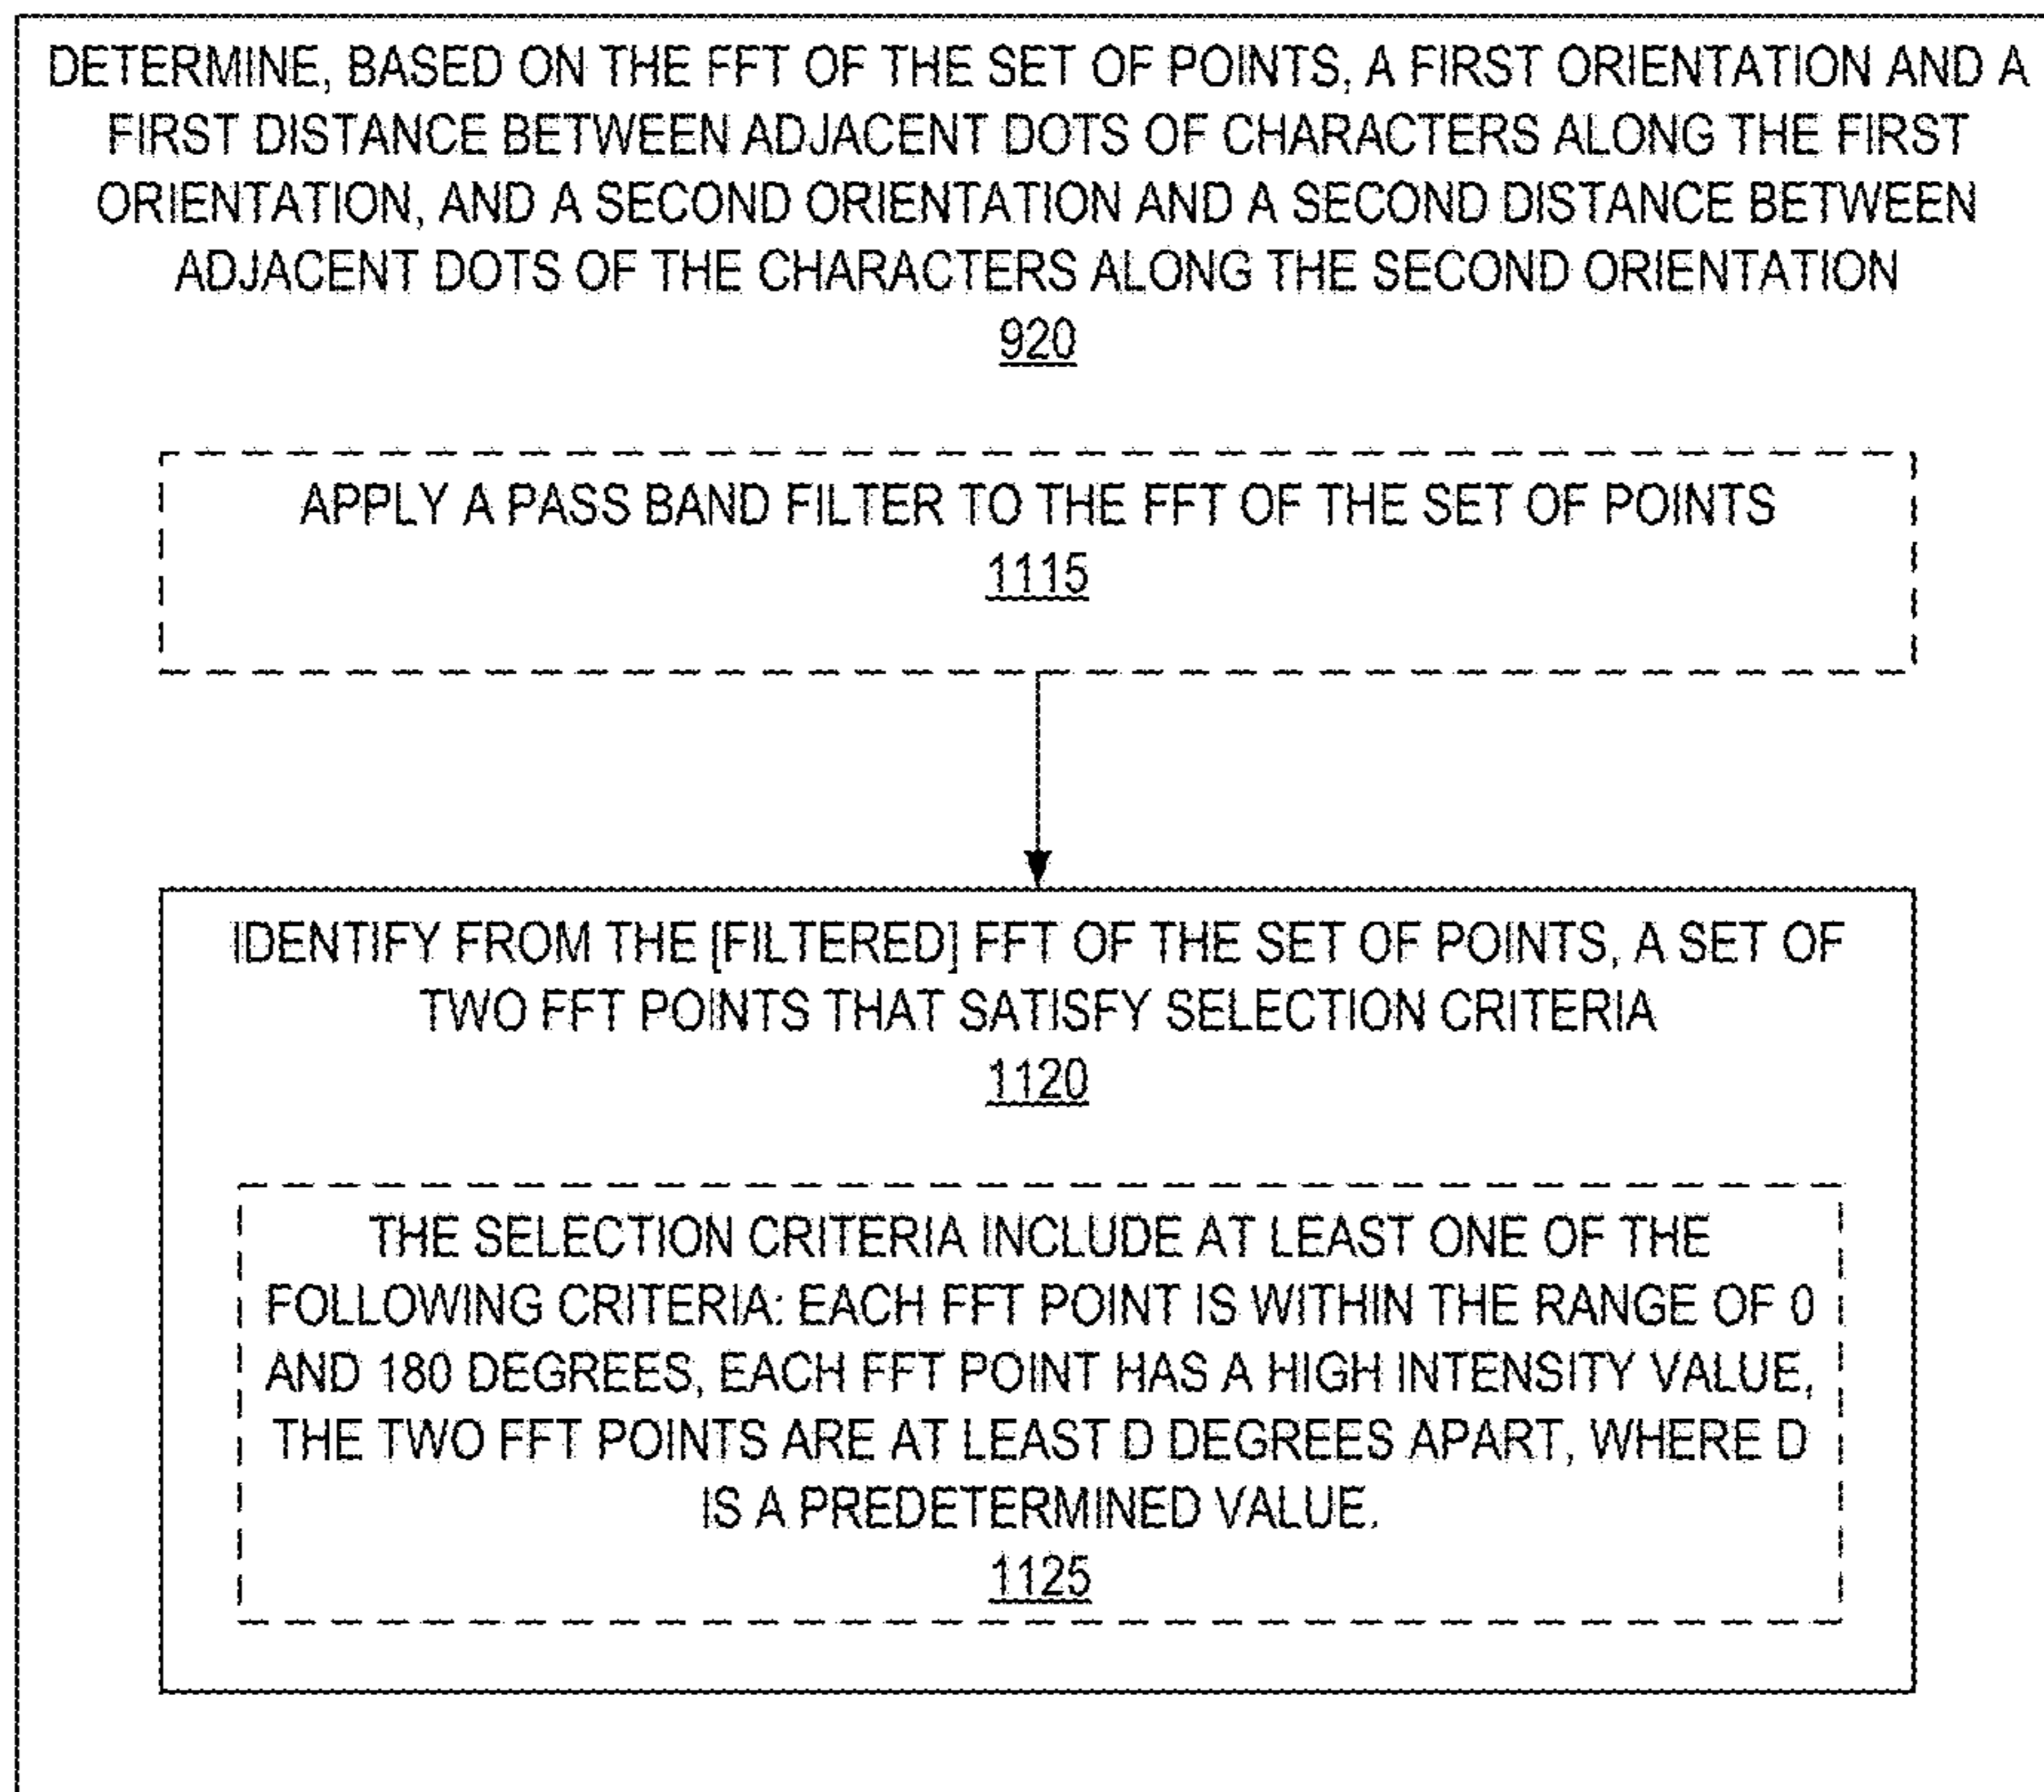 DETERMINE, BASED ON THE FFT OF THE SET OF POINTS, A FIRST ORIENTATION AND A
FIRST DISTANCE BETWEEN ADJACENT DOTS OF CHARACTERS ALONG THE FIRST
ORIENTATION, AND A SECOND ORIENTATION AND A SECOND DISTANCE BETWEEN
ADJACENT DOTS OF THE CHARACTERS ALONG THE SECOND ORIENTATION
920
APPLY A PASS BAND FILTER TO THE FFT OF THE SET OF POINTS
1115
IDENTIFY FROM THE [FILTERED] FFT OF THE SET OF POINTS, A SET OF
TWO FFT POINTS THAT SATISFY SELECTION CRITERIA
1120
THE SELECTION CRITERIA INCLUDE AT LEAST ONE OF THE
FOLLOWING CRITERIA: EACH FFT POINT IS WITHIN THE RANGE OF 0
AND 180 DEGREES, EACH FFT POINT HAS A HIGH INTENSITY VALUE,
THE TWO FFT POINTS ARE AT LEAST D DEGREES APART, WHERE D
IS A PREDETERMINED VALUE.
1125